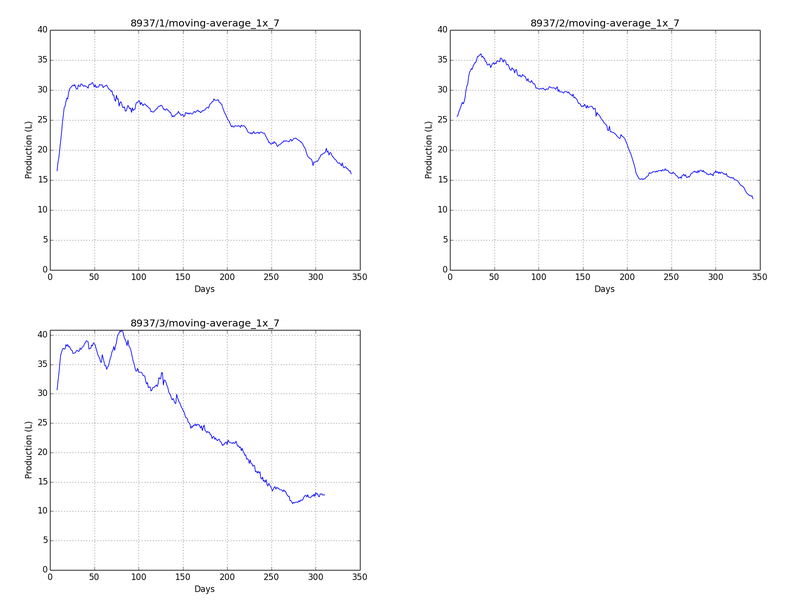 8937/1/moving-average_1x_7
40
35
30
25
20
15
10
5
0
Production (L)
0 50 100 150 200 250 300 350
Days
8937/2/moving-average_1x_7
40
35
30
25
20
15
10
5
0
Production (L)
0 50 100 150 200 250 300 350
Days
8937/3/moving-average_1x_7
40
35
30
25
20
15
10
5
0
Production (L)
0 50 100 150 200 250 300 350
Days